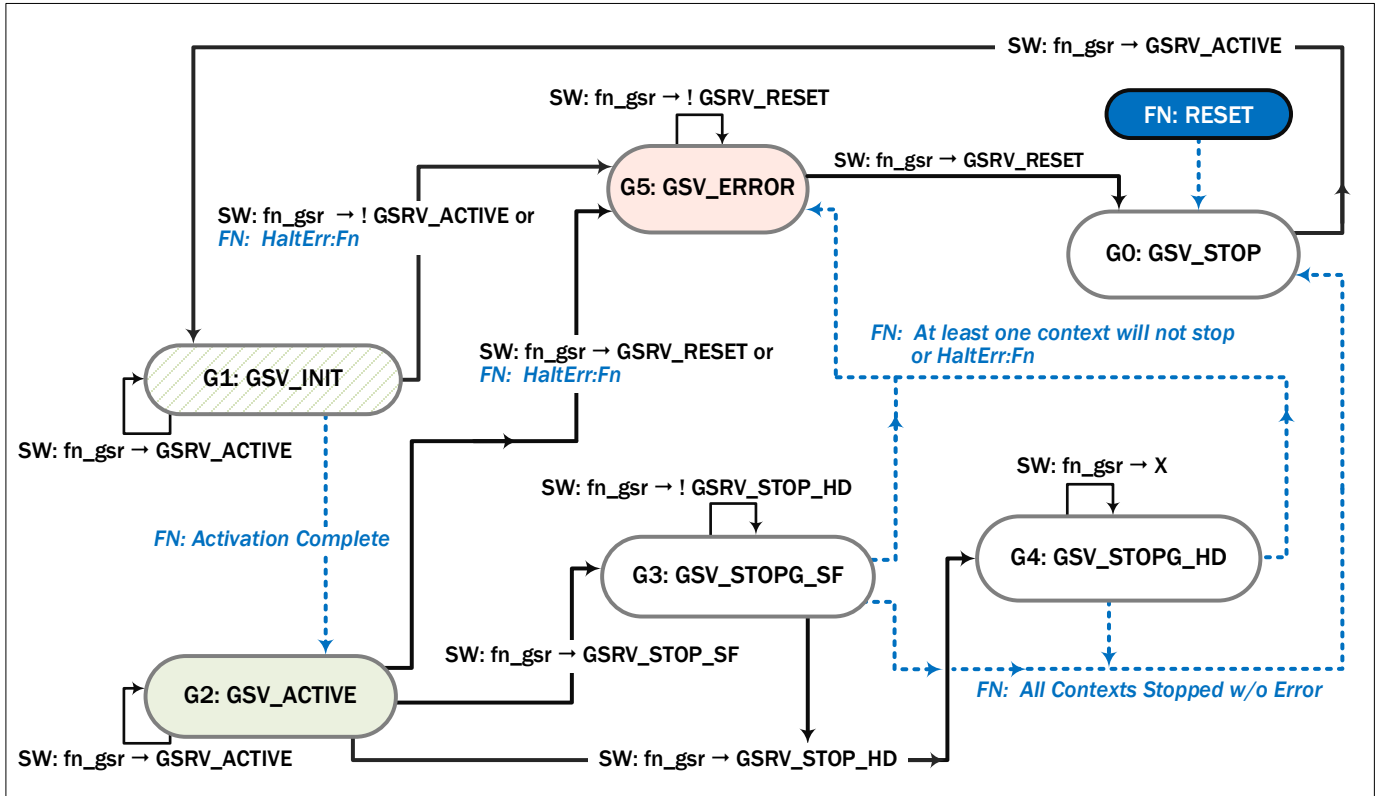 SW: fn_gsr → GSRV_ACTIVE
SW: fn_gsr → ! GSRV_RESET
FN: RESET
SW: fn_gsr → GSRV_RESET
G5: GSV_ERROR
SW: fn_gsr → ! GSRV_ACTIVE or
FN: HaltErr:Fn
G0: GSV_STOP
FN: At least one context will not stop
or HaltErr:Fn
SW: fn_gsr → GSRV_RESET or
FN: HaltErr:Fn
G1: GSV_INIT
SW: fn_gsr → GSRV_ACTIVE
SW: fn_gsr → X
SW: fn_gsr → ! GSRV_STOP_HD
FN: Activation Complete
G4: GSV_STOPG_HD
G3: GSV_STOPG_SF
SW: fn_gsr → GSRV_STOP_SF
G2: GSV_ACTIVE
FN: All Contexts Stopped w/o Error
SW: fn_gsr → GSRV_ACTIVE
SW: fn_gsr → GSRV_STOP_HD